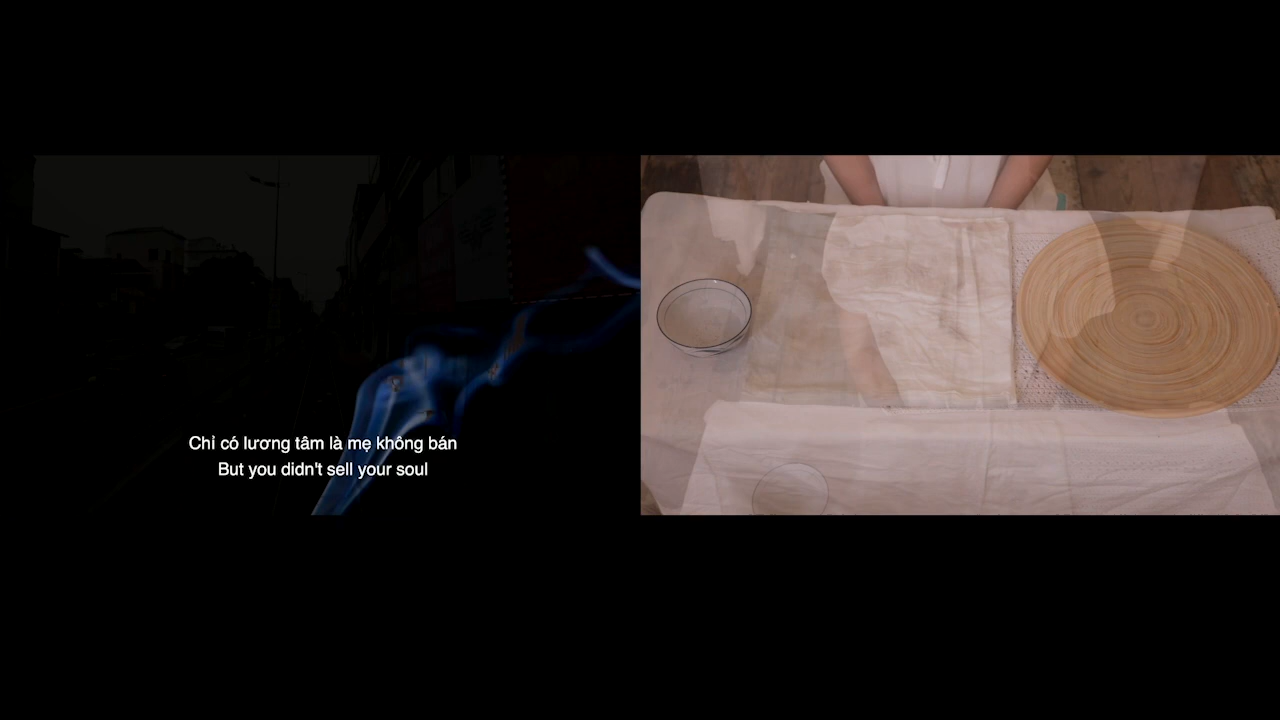 Chỉ có lương tâm là mẹ không bán
But you didn't sell your soul